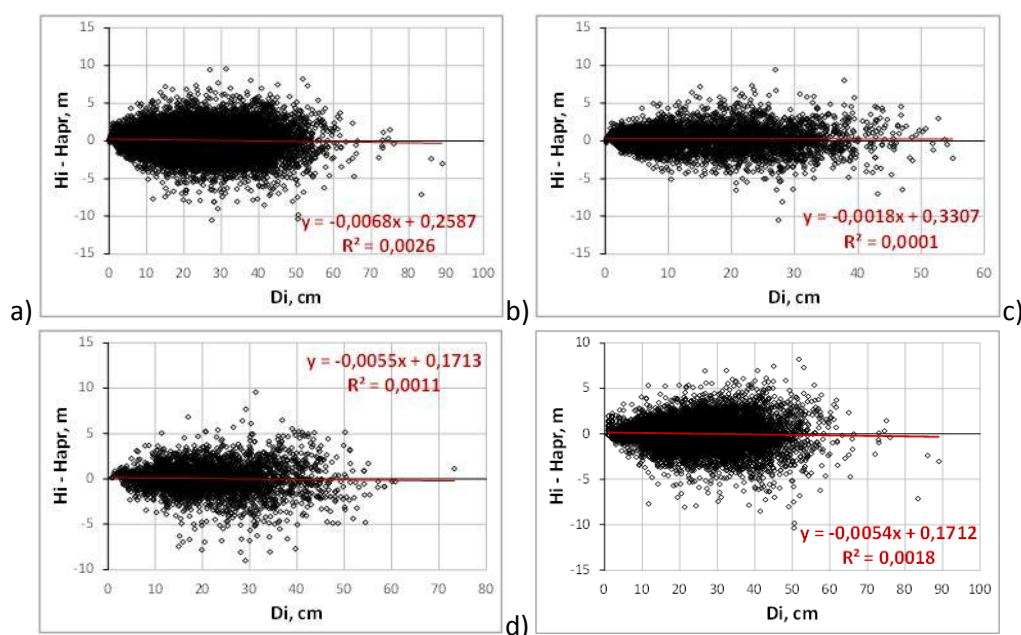 15
10
5
0
-5
-10
-15
Hi - Hapr, m
y = -0,0068x + 0,2587
R² = 0,0026
0 10 20 30 40 50 60 70 80 90 100
Di, cm
a)
15
10
5
0
-5
-10
-15
Hi - Hapr, m
y = -0,0018x + 0,3307
R² = 0,0001
0 10 20 30 40 50 60
Di, cm
b)
c)
15
10
5
0
-5
-10
Hi - Hapr, m
y = -0,0055x + 0,1713
R² = 0,0011
0 10 20 30 40 50 60 70 80
Di, cm
d)
15
10
5
0
-5
-10
-15
Hi - Hapr, m
y = -0,0054x + 0,1712
R² = 0,0018
0 10 20 30 40 50 60 70 80 90 100
Di, cm